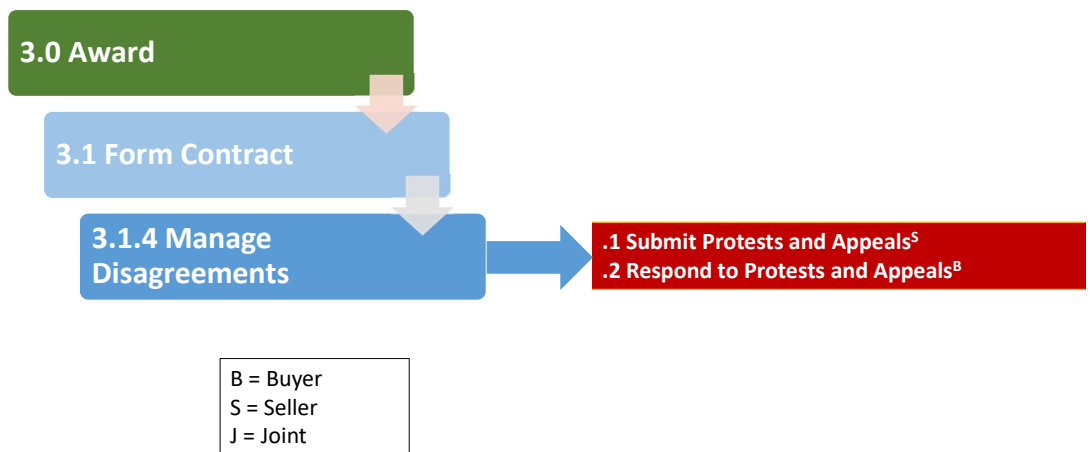 3.0 Award
3.1 Form Contract
3.1.4 Manage
Disagreements
.1 Submit Protests and Appealsˢ
.2 Respond to Protests and Appealsᴮ
B = Buyer
S = Seller
J = Joint